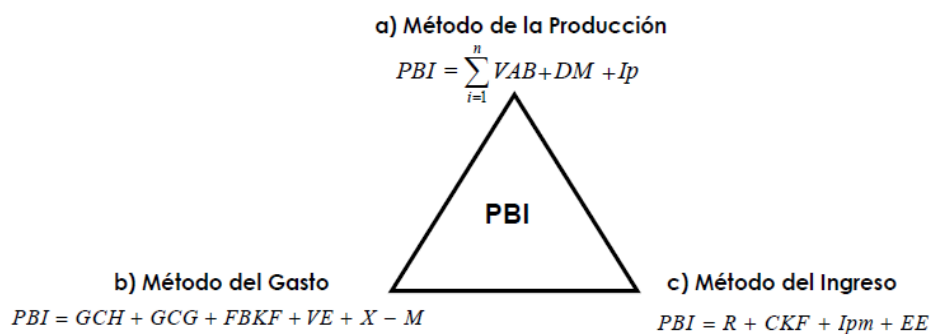 a) Método de la Producción
$PBI = \sum_{i=1}^{n} VAB + DM + Ip$
PBI
b) Método del Gasto
PBI = GCH + GCG + FBKF + VE + X − M
c) Método del Ingreso
PBI = R + CKF + Ipm + EE